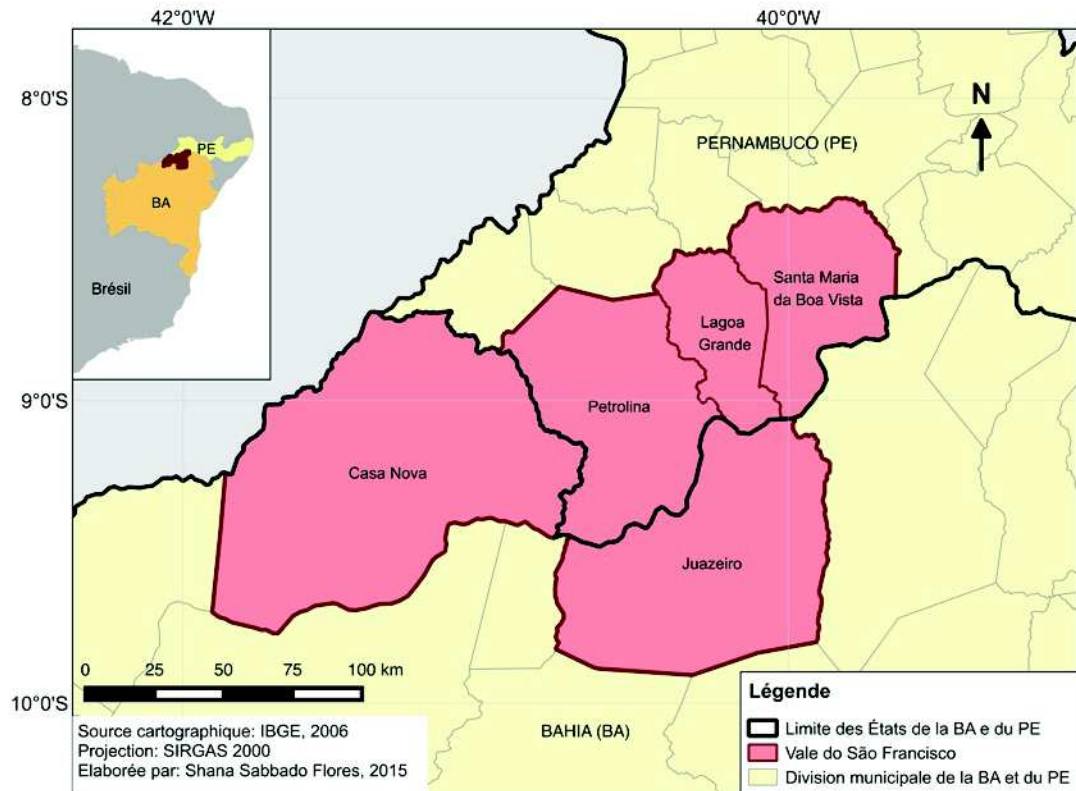 42°0'W
40°0'W
8°0'S
9°0'S
10°0'S
PE
BA
Brésil
N
PERNAMBUCO (PE)
Santa Maria
da Boa Vista
Lagoa
Grande
Petrolina
Casa Nova
Juazeiro
0 25 50 75 100 km
BAHIA (BA)
Source cartographique: IBGE, 2006
Projection: SIRGAS 2000
Elaborée par: Shana Sabbado Flores, 2015
Légende
Limite des États de la BA e du PE
Vale do São Francisco
Division municipale de la BA et du PE